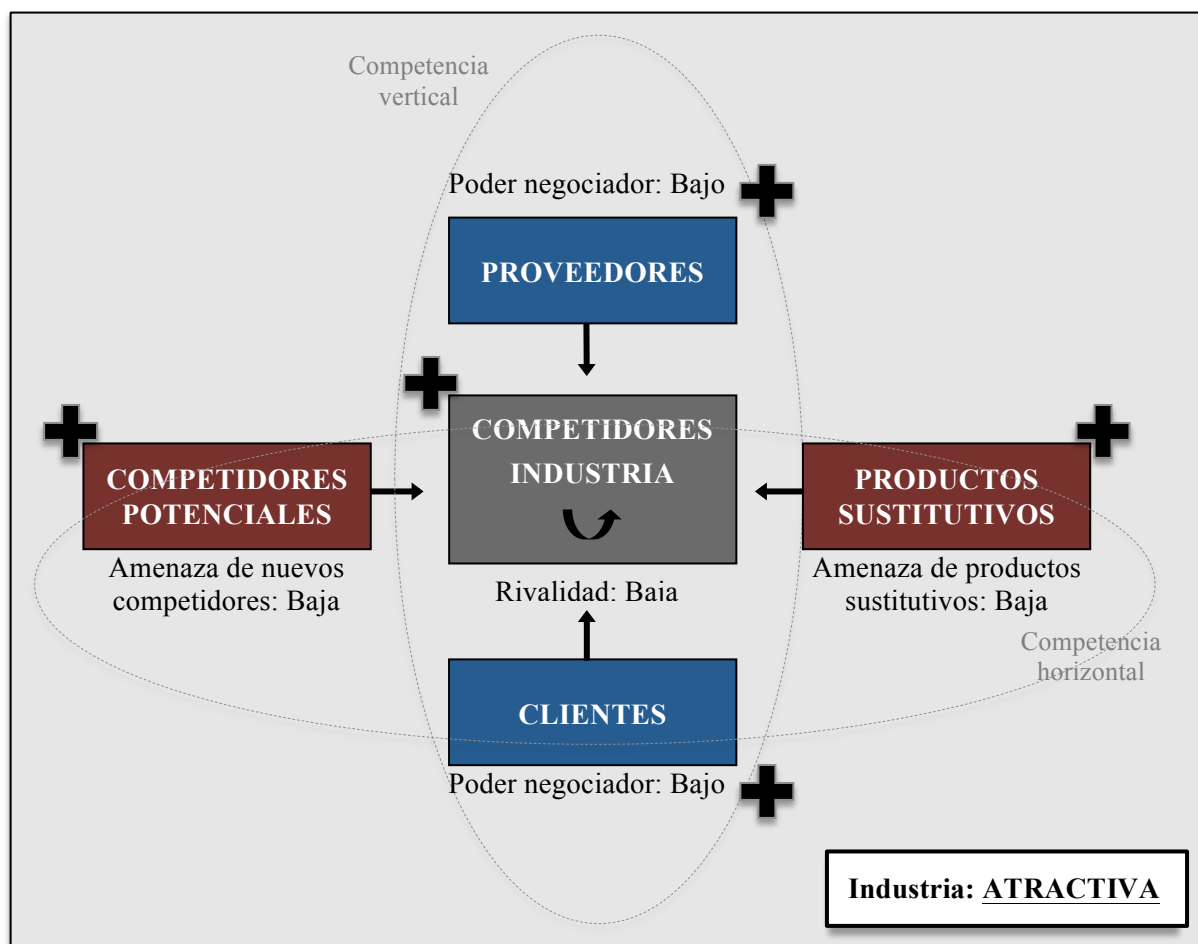 Competencia
vertical
Poder negociador: Bajo
PROVEEDORES
COMPETIDORES
INDUSTRIA
Rivalidad: Baja
COMPETIDORES
POTENCIALES
Amenaza de nuevos
competidores: Baja
PRODUCTOS
SUSTITUTIVOS
Amenaza de productos
sustitutivos: Baja
Competencia
horizontal
CLIENTES
Poder negociador: Bajo
Industria: ATRACTIVA